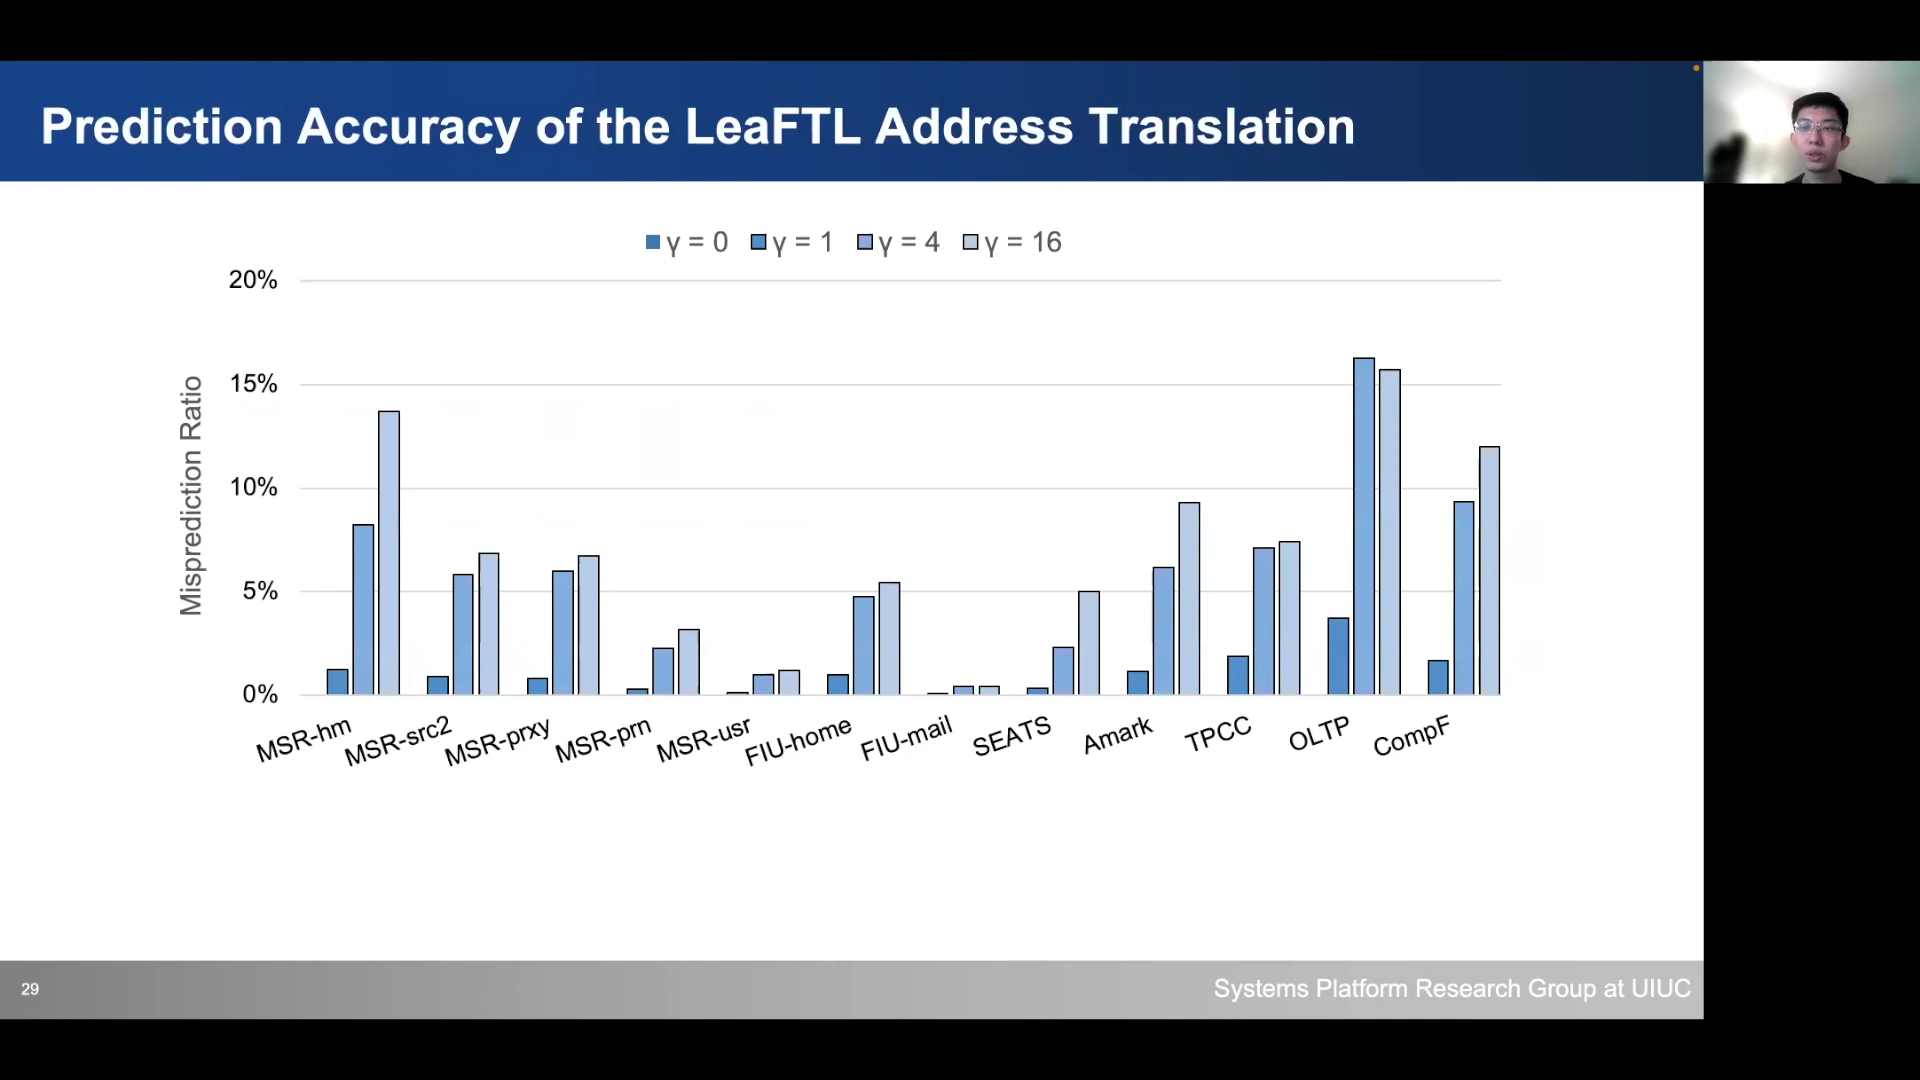 Prediction Accuracy of the LeaFTL Address Translation
γ = 0 γ = 1 γ = 4 γ = 16
20%
15%
10%
5%
0%
Misprediction Ratio
MSR-hm MSR-src2 MSR-prxy MSR-prn MSR-usr FIU-home FIU-mail SEATS Amark TPCC OLTP CompF
29
Systems Platform Research Group at UIUC